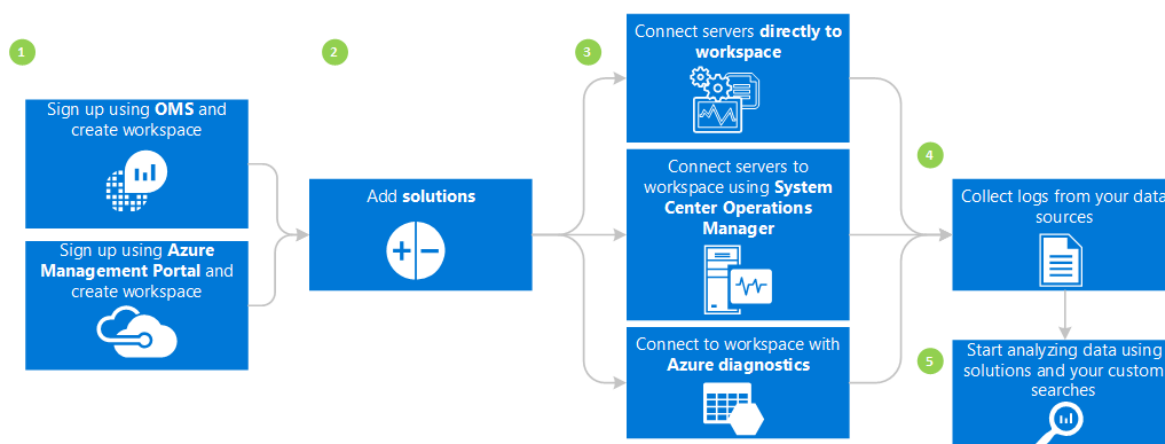 1
Sign up using OMS and
create workspace
Sign up using Azure
Management Portal and
create workspace
2
Add solutions
3
Connect servers directly to
workspace
Connect servers to
workspace using System
Center Operations
Manager
Connect to workspace with
Azure diagnostics
4
Collect logs from your data
sources
5
Start analyzing data using
solutions and your custom
searches